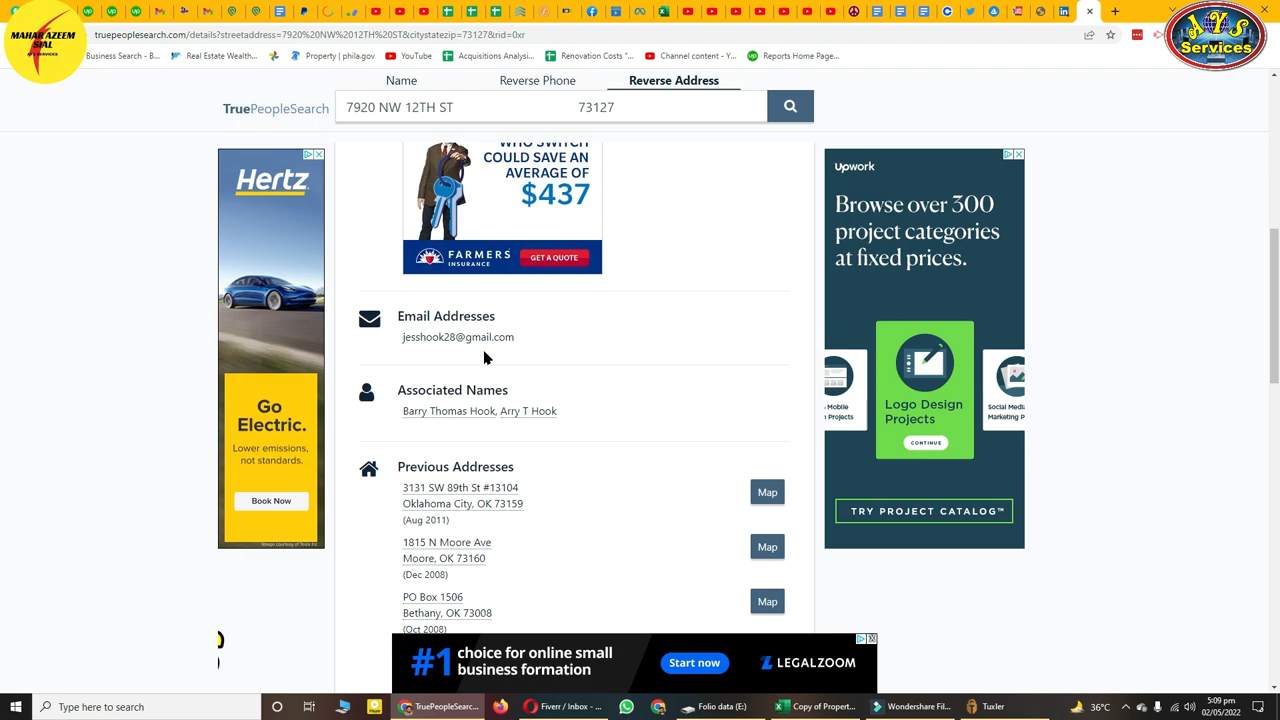 MAHAR AZEEM
SIAL
truepeoplesearch.com/details?streetaddress=7920%20NW%2012TH%20ST&citystatezip=73127&rid=0xr
JYS
Services
Business Search - B...
Real Estate Wealth...
Property | phila.gov
YouTube
Acquisitions Analysi...
Renovation Costs "...
Channel content - Y...
Reports Home Page...
Name
Reverse Phone
Reverse Address
TruePeopleSearch
7920 NW 12TH ST
73127
WHO SWITCH
COULD SAVE AN
AVERAGE OF
$437
FARMERS
INSURANCE
GET A QUOTE
Hertz
Go
Electric.
Lower emissions,
not standards.
Book Now
Upwork
Browse over 300
project categories
at fixed prices.
Mobile
Projects
Logo Design
Projects
CONTINUE
Social Media
Marketing P
TRY PROJECT CATALOG™
Email Addresses
jesshook28@gmail.com
Associated Names
Barry Thomas Hook, Arry T Hook
Previous Addresses
3131 SW 89th St #13104
Oklahoma City, OK 73159
(Aug 2011)
Map
1815 N Moore Ave
Moore, OK 73160
(Dec 2008)
Map
PO Box 1506
Bethany, OK 73008
(Oct 2008)
Map
#1 choice for online small
business formation
Start now
LEGALZOOM
Type here to search
TruePeopleSearc...
Fiverr / Inbox - ...
Folio data (E:)
Copy of Propert...
Wondershare Film...
Tuxler
36°C
5:09 pm
02/05/2022